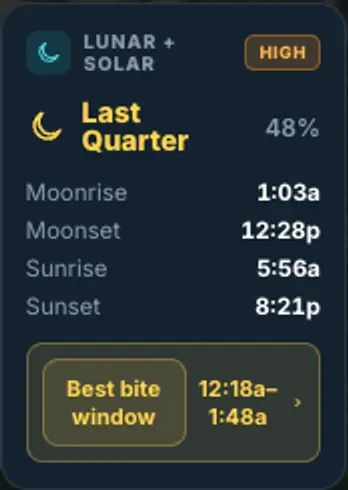 LUNAR +
SOLAR
HIGH
Last
Quarter
48%
Moonrise 1:03a
Moonset 12:28p
Sunrise 5:56a
Sunset 8:21p
Best bite
window
12:18a–
1:48a
›